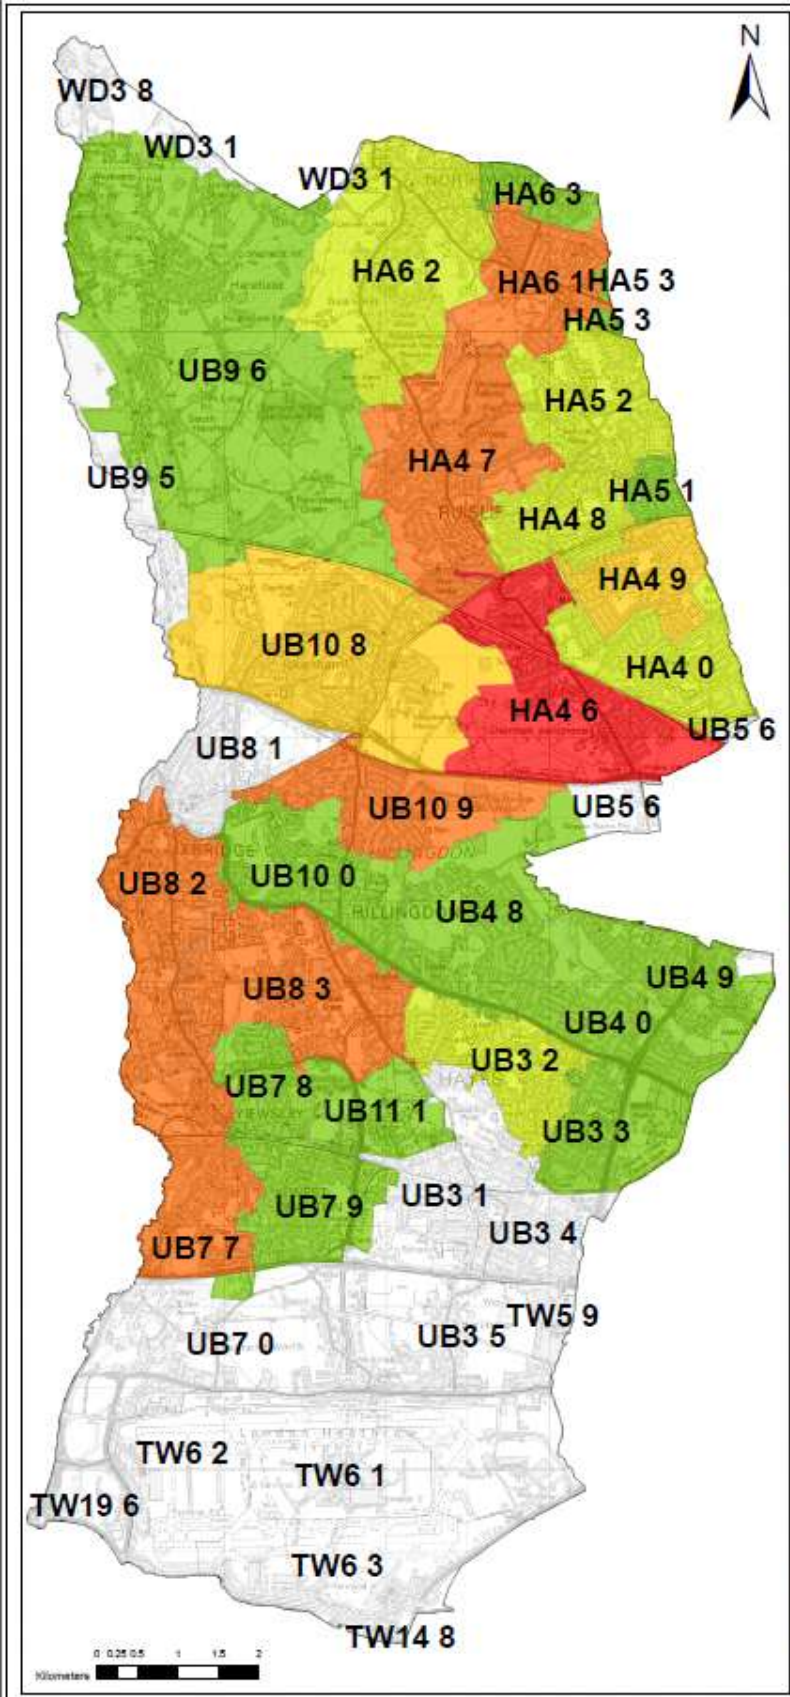 N
WD3 8
WD3 1
WD3 1
HA6 3
HA6 2
HA6 1
HA5 3
HA5 3
UB9 6
HA5 2
HA4 7
UB9 5
HA5 1
HA4 8
HA4 9
UB10 8
HA4 0
HA4 6
UB5 6
UB8 1
UB5 6
UB10 9
UB8 2
UB10 0
HILLINGDON
UB4 8
UB8 3
UB4 9
UB4 0
UB3 2
UB7 8
UB11 1
UB3 3
UB7 9
UB3 1
UB3 4
UB7 7
TW5 9
UB7 0
UB3 5
TW6 2
TW6 1
TW19 6
TW6 3
TW14 8
0 0.25 0.5 1 1.5 2
Kilometers